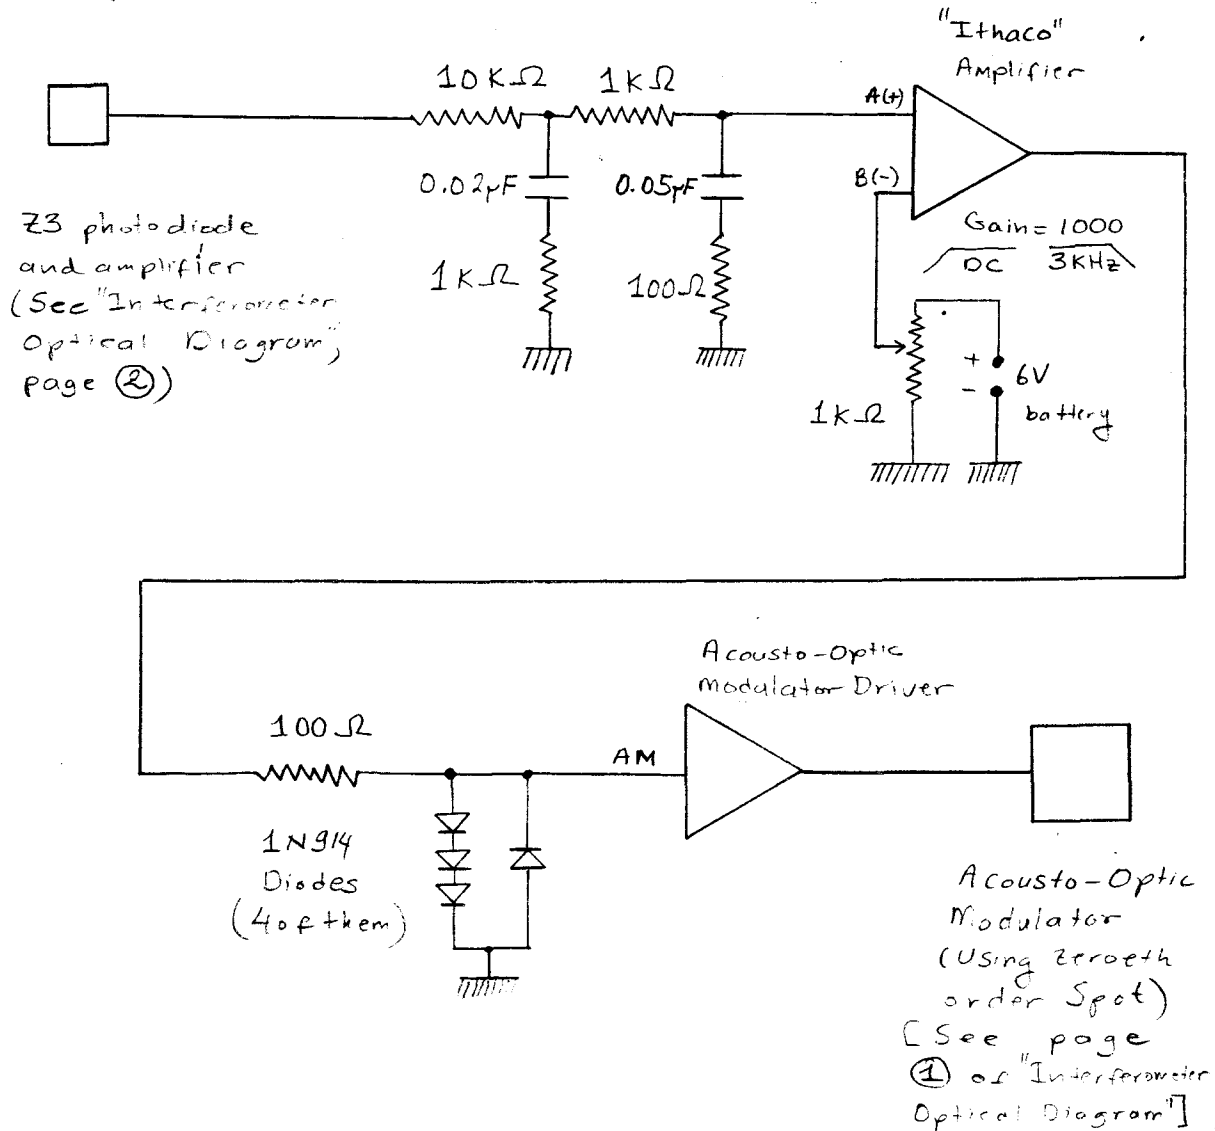 "Ithaco"
Amplifier
10KΩ
1KΩ
A(+)
0.02μF
0.05μF
B(-)
Z3 photodiode
and amplifier
(See "Interferometer
Optical Diagram",
page ②)
1KΩ
100Ω
Gain = 1000
DC 3KHz
+
-
6V
battery
1KΩ
Acousto-Optic
Modulator Driver
100Ω
AM
1N914
Diodes
(4 of them)
Acousto-Optic
Modulator
(Using Zeroeth
order Spot)
[See page
① of "Interferometer
Optical Diagram"]